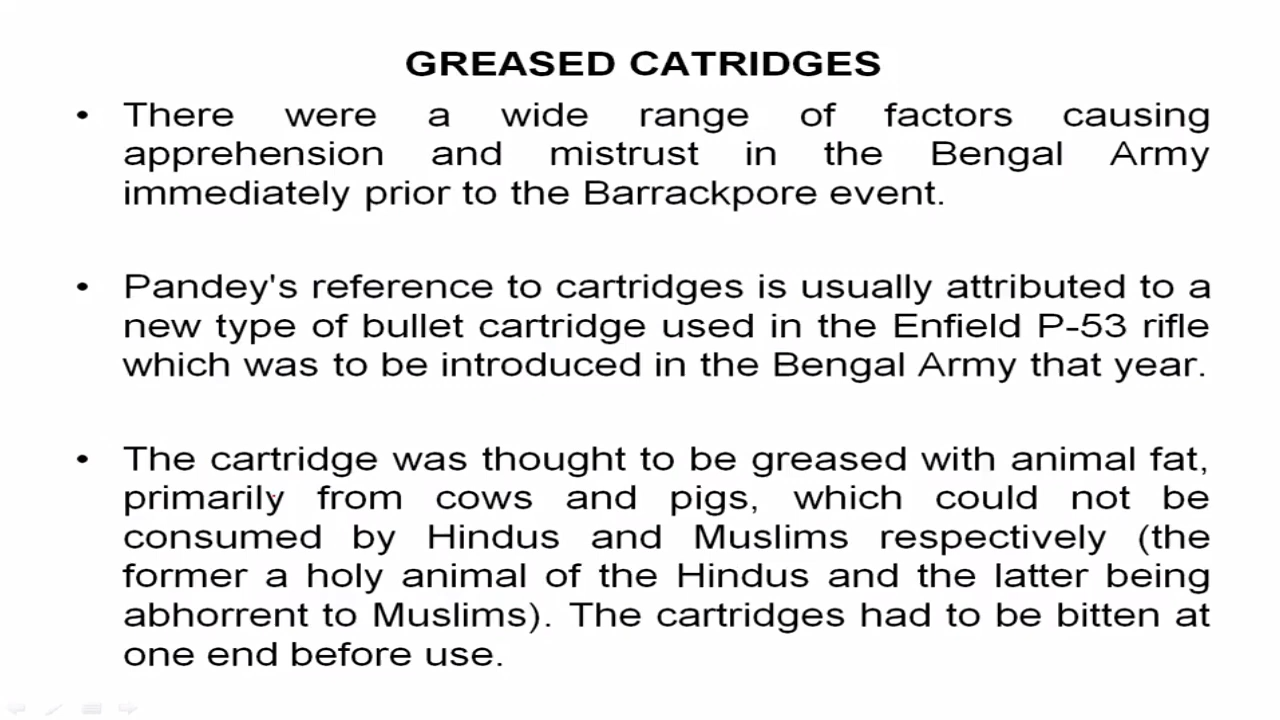 GREASED CATRIDGES
• There were a wide range of factors causing
apprehension and mistrust in the Bengal Army
immediately prior to the Barrackpore event.
• Pandey's reference to cartridges is usually attributed to a
new type of bullet cartridge used in the Enfield P-53 rifle
which was to be introduced in the Bengal Army that year.
• The cartridge was thought to be greased with animal fat,
primarily from cows and pigs, which could not be
consumed by Hindus and Muslims respectively (the
former a holy animal of the Hindus and the latter being
abhorrent to Muslims). The cartridges had to be bitten at
one end before use.